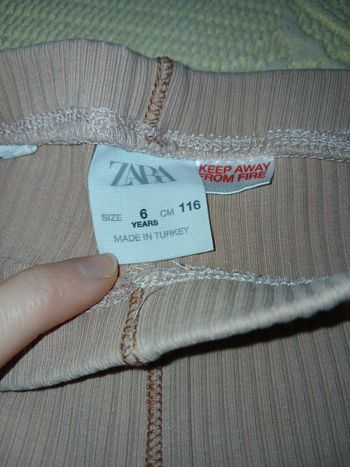 ZARA
KEEP AWAY
FROM FIRE
SIZE 6 CM 116
YEARS
MADE IN TURKEY